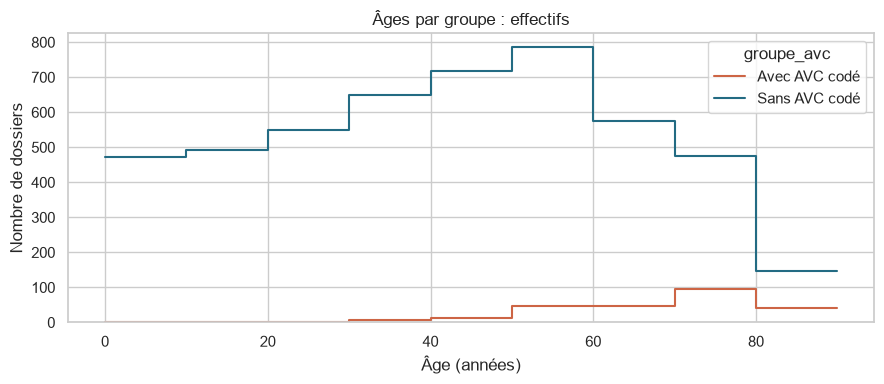 Âges par groupe : effectifs
groupe_avc
Avec AVC codé
Sans AVC codé
Nombre de dossiers
800
700
600
500
400
300
200
100
0
0
20
40
60
80
Âge (années)